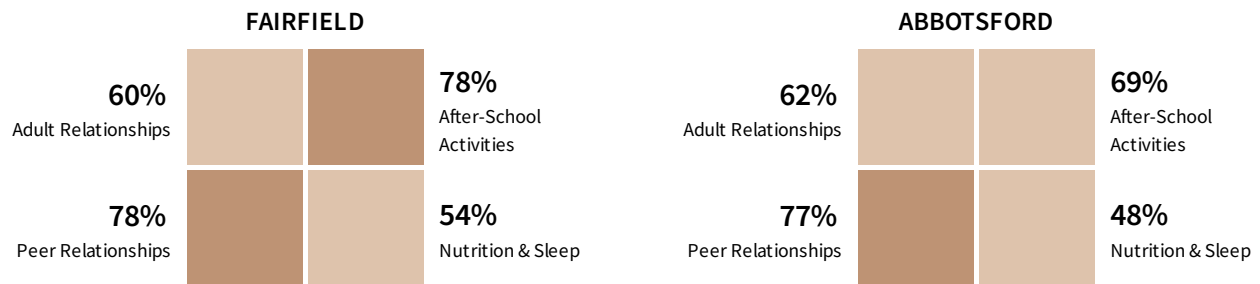 FAIRFIELD
60%
Adult Relationships
78%
After-School
Activities
78%
Peer Relationships
54%
Nutrition & Sleep
ABBOTSFORD
62%
Adult Relationships
69%
After-School
Activities
77%
Peer Relationships
48%
Nutrition & Sleep